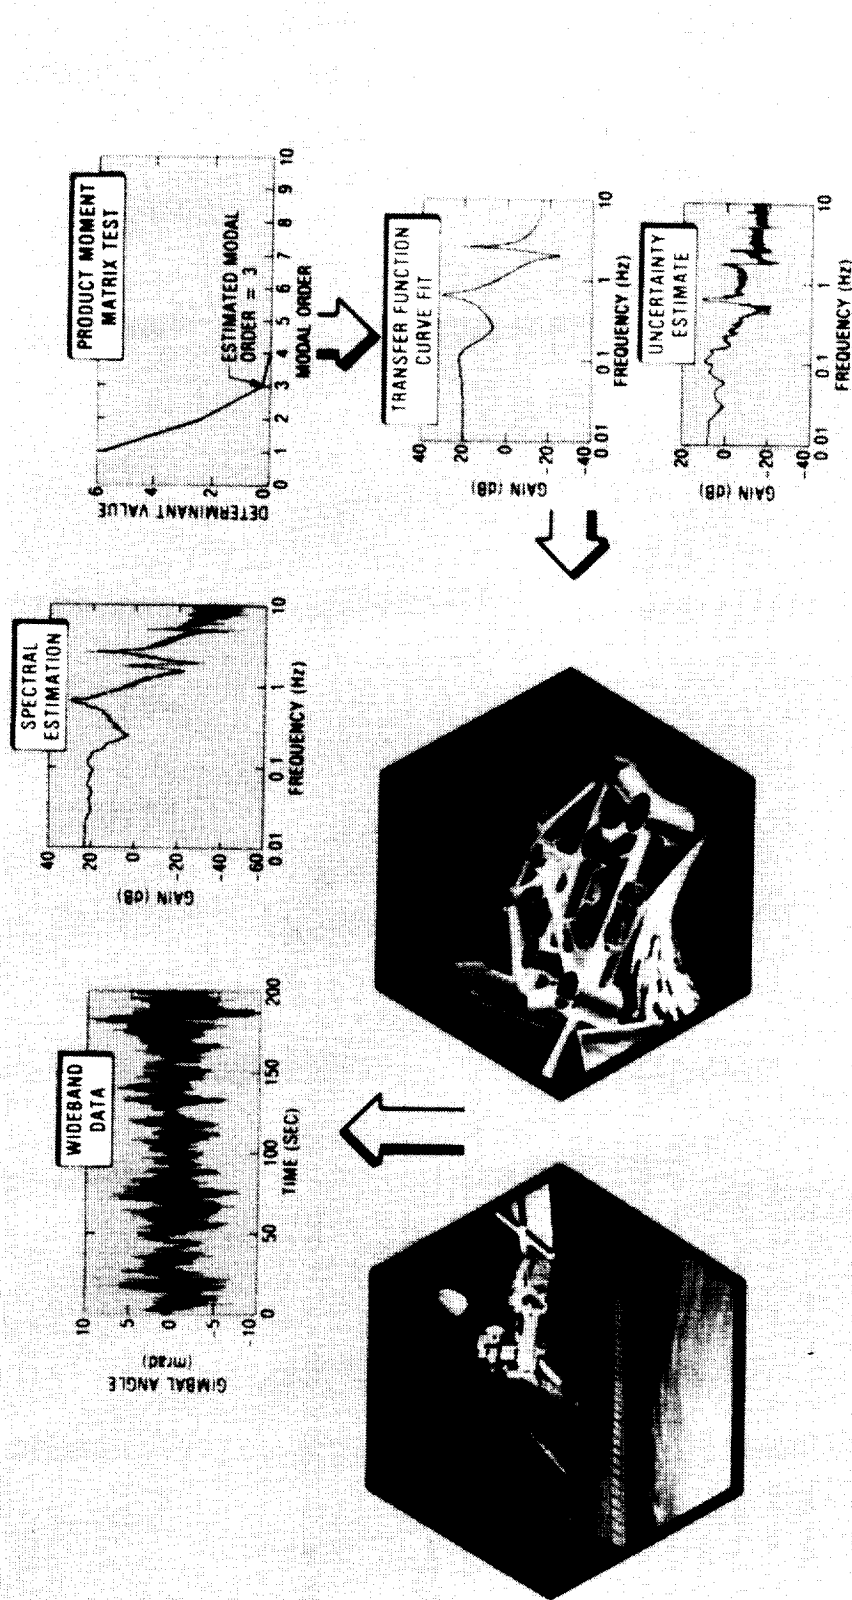 WIDEBAND
DATA
10
5
0
-5
-10
GIMBAL ANGLE
(mrad)
0
50
100
150
200
TIME (SEC)
SPECTRAL
ESTIMATION
40
20
0
-20
-40
-60
GAIN (dB)
0.01
0.1
1
10
FREQUENCY (Hz)
PRODUCT MOMENT
MATRIX TEST
6
4
2
0
DETERMINANT VALUE
0
1
2
3
4
5
6
7
8
9
10
ESTIMATED MODAL
ORDER = 3
MODAL ORDER
TRANSFER FUNCTION
CURVE FIT
40
20
0
-20
-40
GAIN (dB)
0.01
0.1
1
10
FREQUENCY (Hz)
UNCERTAINTY
ESTIMATE
20
0
-20
-40
GAIN (dB)
0.01
0.1
1
10
FREQUENCY (Hz)